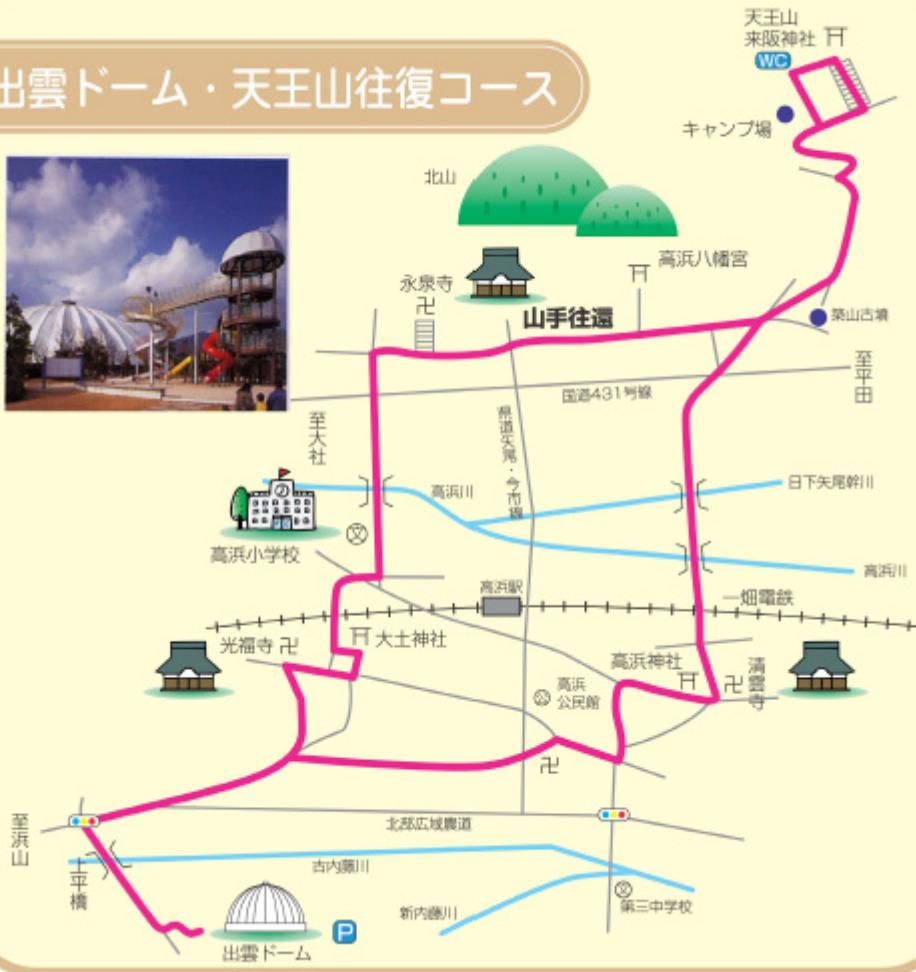 天王山
来阪神社
WC
出雲ドーム・天王山往復コース
キャンプ場
北山
高浜八幡宮
永泉寺
山手往還
築山古墳
至平田
国道431号線
至大社
県道矢尾・今市線
高浜川
日下矢尾幹川
高浜小学校
文
高浜川
高浜駅
一畑電鉄
光福寺
大土神社
高浜神社
清雲寺
公
高浜
公民館
至浜山
北部広域農道
上平橋
古内藤川
新内藤川
文
第三中学校
P
出雲ドーム